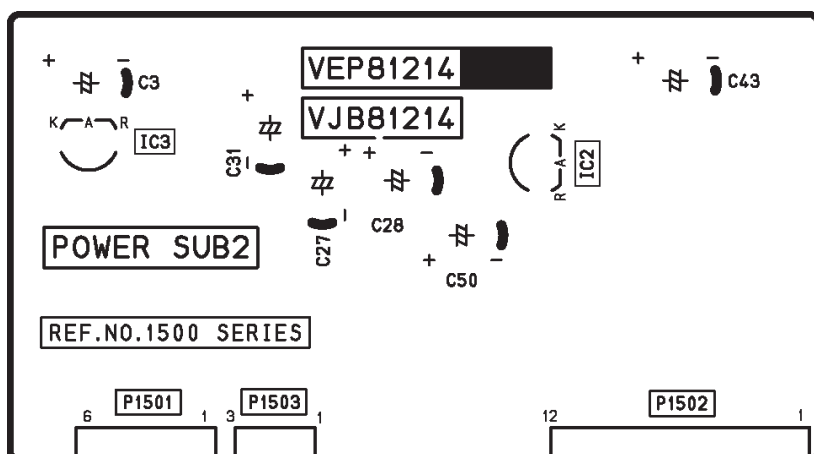 + - C3
VEP81214
+ - C43
K A R
IC3
+
VJB81214
C31 -
+ + -
K A R
IC2
C27 -
C28
POWER SUB2
+ -
C50
REF.NO.1500 SERIES
P1501
P1503
P1502
6 1 3 1 12 1